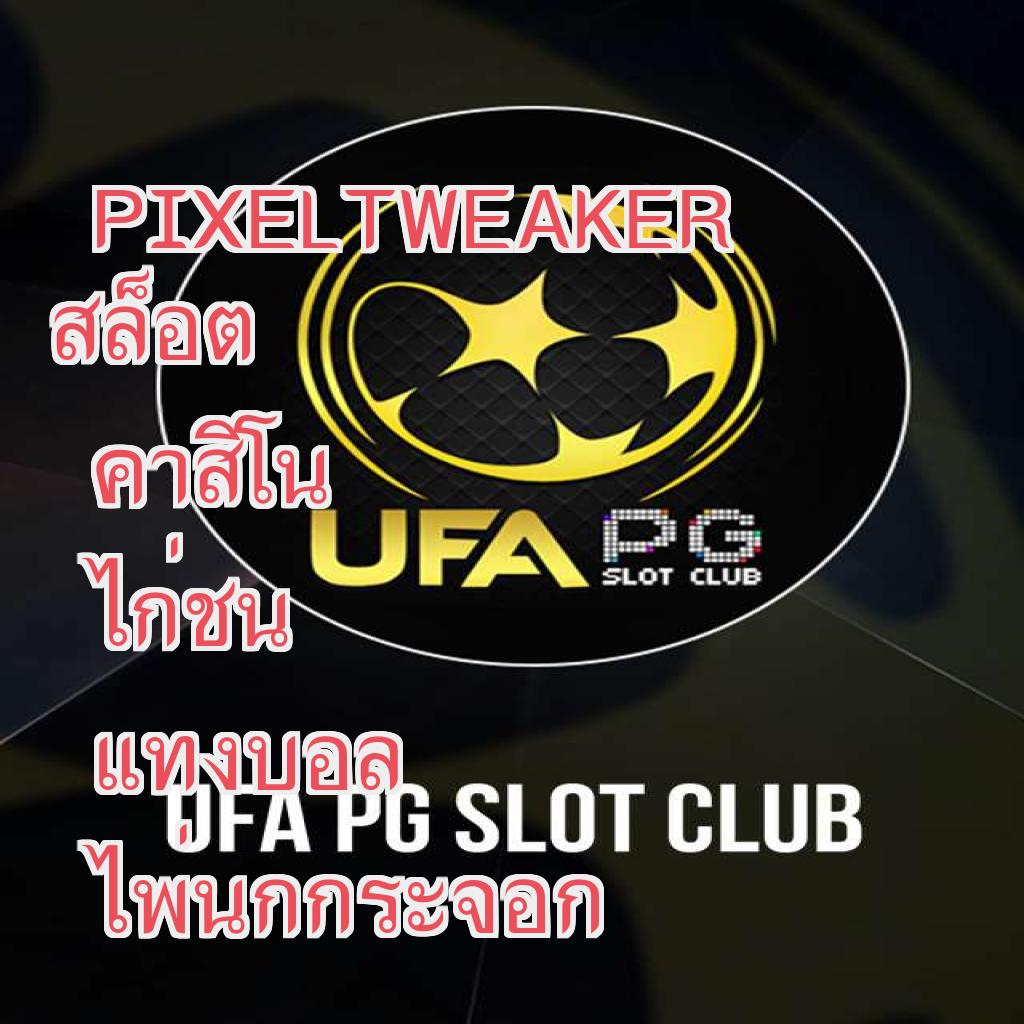 PIXELTWEAKER
สล็อต
คาสิโน
UFA PG
SLOT CLUB
ไก่ชน
แทงบอล
UFA PG SLOT CLUB
ไพ่นกกระจอก